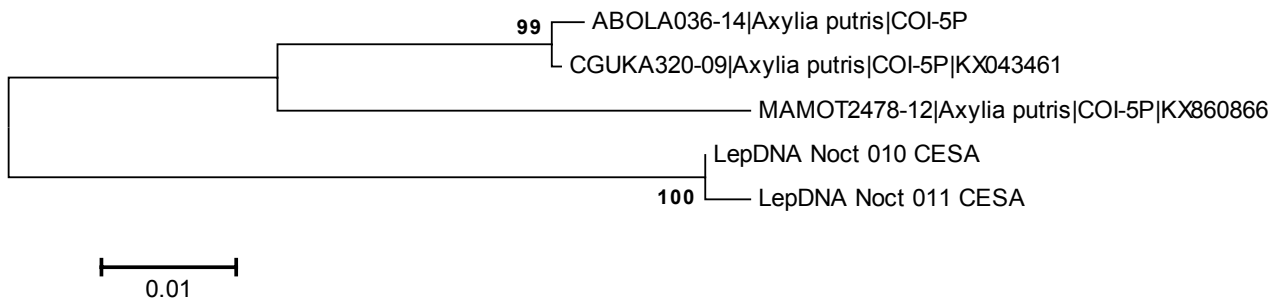 99
ABOLA036-14|Axylia putris|COI-5P
CGUKA320-09|Axylia putris|COI-5P|KX043461
MAMOT2478-12|Axylia putris|COI-5P|KX860866
LepDNA Noct 010 CESA
100
LepDNA Noct 011 CESA
0.01